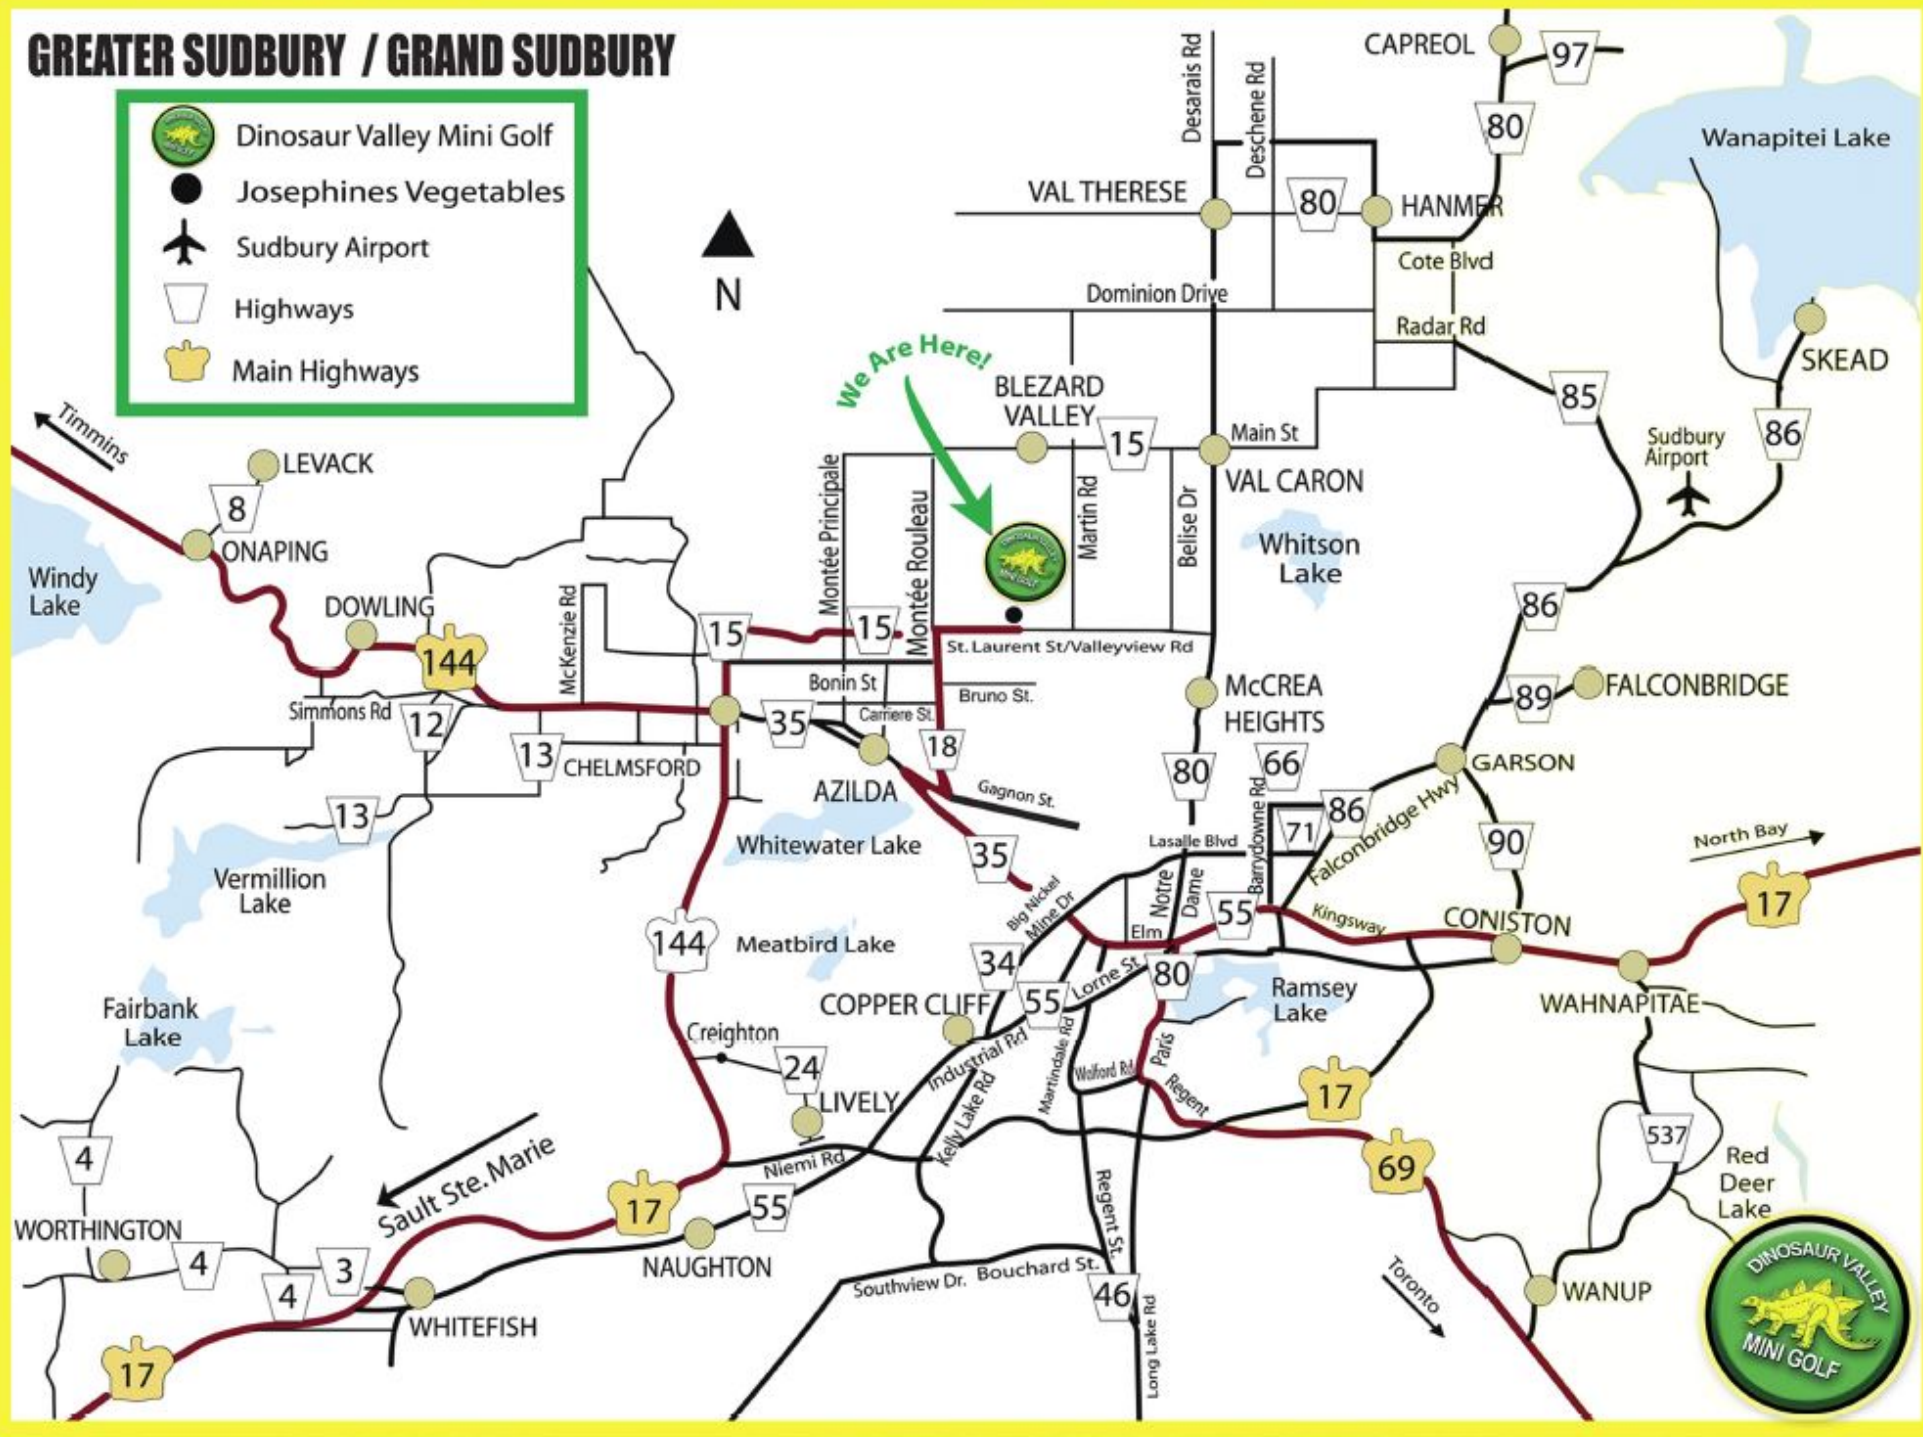 GREATER SUDBURY / GRAND SUDBURY
Dinosaur Valley Mini Golf
Josephines Vegetables
Sudbury Airport
Highways
Main Highways
N
Timmins
LEVACK
8
ONAPING
Windy
Lake
DOWLING
144
Simmons Rd
12
13
13
CHELMSFORD
McKenzie Rd
Vermillion
Lake
Fairbank
Lake
4
WORTHINGTON
4
4
3
17
WHITEFISH
Sault Ste. Marie
17
NAUGHTON
55
Niemi Rd
LIVELY
24
Creighton
144
Meatbird Lake
Whitewater Lake
AZILDA
35
15
15
Montée Principale
Montée Rouleau
Bonin St
Carriere St.
Bruno St.
18
Gagnon St.
35
St. Laurent St/Valleyview Rd
We Are Here!
BLEZARD
VALLEY
15
Martin Rd
Belise Dr
Main St
VAL CARON
Dominion Drive
VAL THERESE
Desarais Rd
Deschene Rd
80
HANMER
Cote Blvd
Radar Rd
CAPREOL
97
80
Wanapitei Lake
SKEAD
85
86
Sudbury
Airport
Whitson
Lake
86
89
FALCONBRIDGE
GARSON
McCREA
HEIGHTS
66
80
Barrydowne Rd
71
86
Falconbridge Hwy
90
North Bay
17
Lasalle Blvd
Notre
Dame
55
Kingsway
CONISTON
WAHNAPITAE
Big Nickel
Mine Dr
Elm
34
55
Lorne St
80
Ramsey
Lake
COPPER CLIFF
Industrial Rd
Kelly Lake Rd
Martindale Rd
Walford Rd
Paris
Regent
17
69
537
Red
Deer
Lake
WANUP
Toronto
Regent St.
Southview Dr.
Bouchard St.
46
Long Lake Rd
17
DINOSAUR VALLEY
MINI GOLF
DINOSAUR VALLEY
MINI GOLF